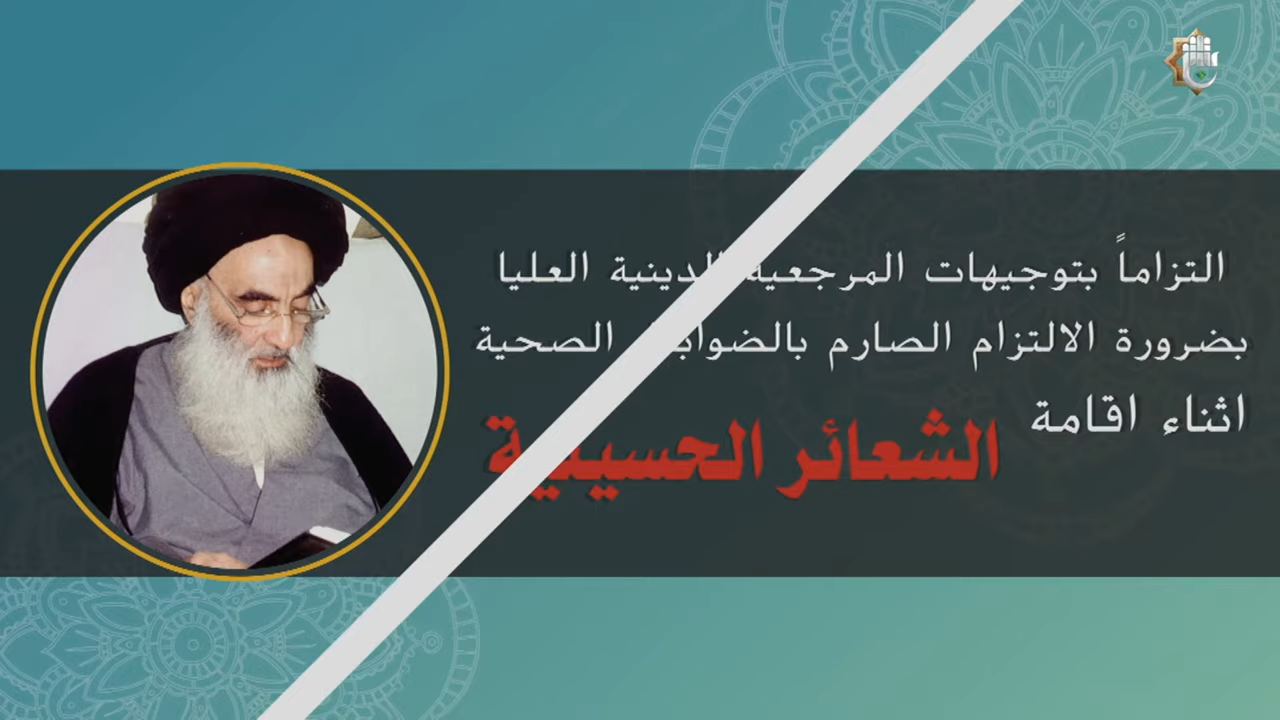 التزاماً بتوجيهات المرجعية الدينية العليا
بضرورة الالتزام الصارم بالضوابط الصحية
اثناء اقامة الشعائر الحسينية